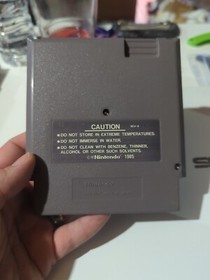 CAUTION
•DO NOT STORE IN EXTREME TEMPERATURES.
•DO NOT IMMERSE IN WATER.
•DO NOT CLEAN WITH BENZENE, THINNER,
ALCOHOL OR OTHER SUCH SOLVENTS.
©Nintendo 1985